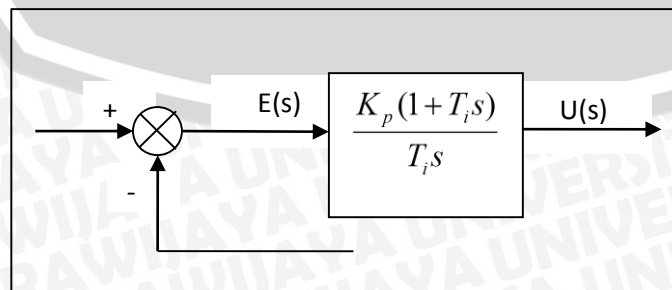 + E(s) K_p(1 + T_i s) U(s)
T_i s
-